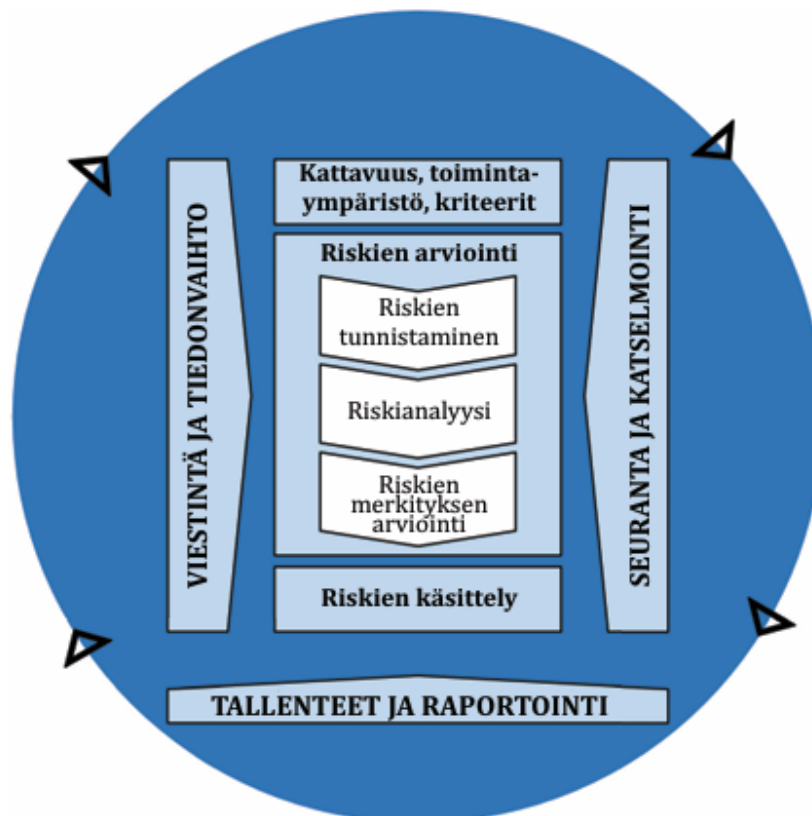 Kattavuus, toiminta-
ympäristö, kriteerit
Riskien arviointi
Riskien
tunnistaminen
Riskianalyysi
Riskien
merkityksen
arviointi
Riskien käsittely
VIESTINTÄ JA TIEDONVAIHTO
SEURANTA JA KATSELMOINTI
TALLENTEET JA RAPORTOINTI